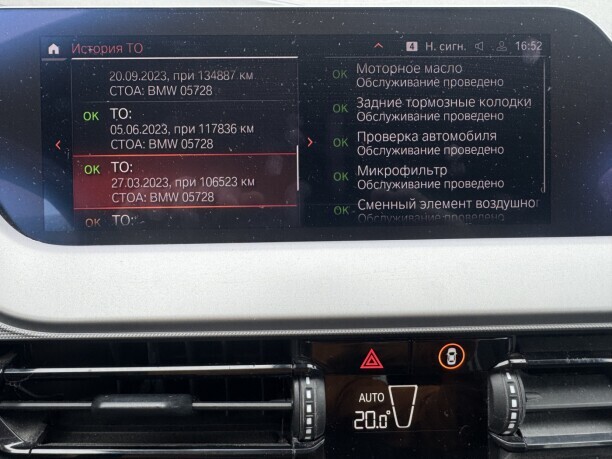 История ТО
4 Н. сигн. 16:52
20.09.2023, при 134887 км
СТОА: BMW 05728
OK ТО:
05.06.2023, при 117836 км
СТОА: BMW 05728
OK ТО:
27.03.2023, при 106523 км
СТОА: BMW 05728
OK ТО:
OK Моторное масло
Обслуживание проведено
OK Задние тормозные колодки
Обслуживание проведено
OK Проверка автомобиля
Обслуживание проведено
OK Микрофильтр
Обслуживание проведено
OK Сменный элемент воздушног
Обслуживание проведено
AUTO
20.0°